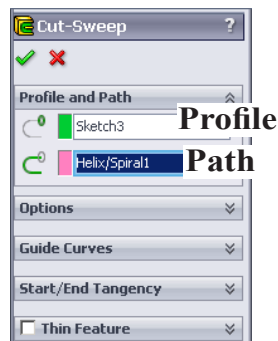 Cut-Sweep ?
Profile and Path
Sketch3 Profile
Helix/Spiral1 Path
Options
Guide Curves
Start/End Tangency
Thin Feature